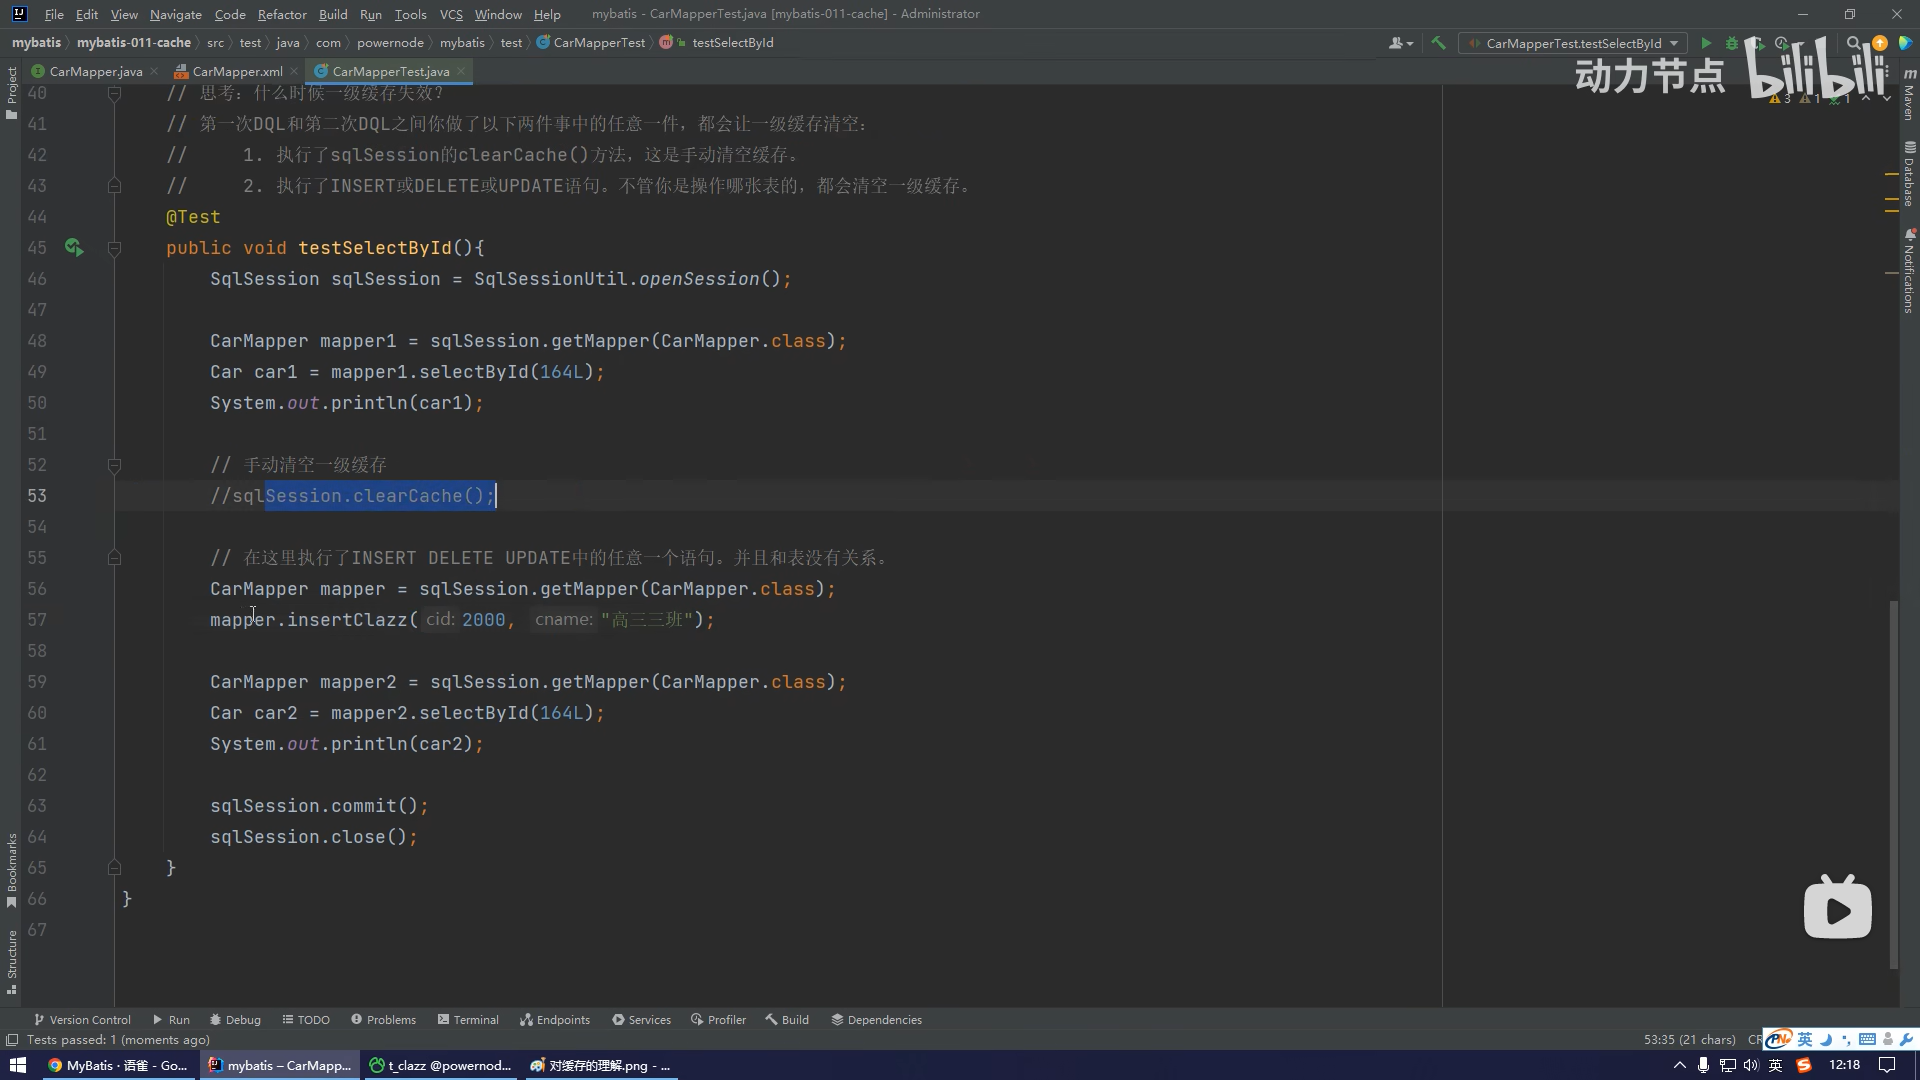 File Edit View Navigate Code Refactor Build Run Tools VCS Window Help mybatis - CarMapperTest.java [mybatis-011-cache] - Administrator
mybatis mybatis-011-cache src test java com powernode mybatis test CarMapperTest testSelectById CarMapperTest.testSelectById
CarMapper.java CarMapper.xml CarMapperTest.java
动力节点 bilibili
3 1 1
Project
Maven
Database
Notifications
Bookmarks
Structure
40 // 思考：什么时候一级缓存失效？
41 // 第一次DQL和第二次DQL之间你做了以下两件事中的任意一件，都会让一级缓存清空：
42 // 1. 执行了sqlSession的clearCache()方法，这是手动清空缓存。
43 // 2. 执行了INSERT或DELETE或UPDATE语句。不管你是操作哪张表的，都会清空一级缓存。
44 @Test
45 public void testSelectById(){
46 SqlSession sqlSession = SqlSessionUtil.openSession();
47
48 CarMapper mapper1 = sqlSession.getMapper(CarMapper.class);
49 Car car1 = mapper1.selectById(164L);
50 System.out.println(car1);
51
52 // 手动清空一级缓存
53 //sqlSession.clearCache();
54
55 // 在这里执行了INSERT DELETE UPDATE中的任意一个语句。并且和表没有关系。
56 CarMapper mapper = sqlSession.getMapper(CarMapper.class);
57 mapper.insertClazz( cid: 2000, cname: "高三三班");
58
59 CarMapper mapper2 = sqlSession.getMapper(CarMapper.class);
60 Car car2 = mapper2.selectById(164L);
61 System.out.println(car2);
62
63 sqlSession.commit();
64 sqlSession.close();
65 }
66 }
67
Version Control Run Debug TODO Problems Terminal Endpoints Services Profiler Build Dependencies
Tests passed: 1 (moments ago) 53:35 (21 chars) CR 英
MyBatis · 语雀 - Go... mybatis – CarMapp... t_clazz @powernod... 对缓存的理解.png - ... 英 12:18